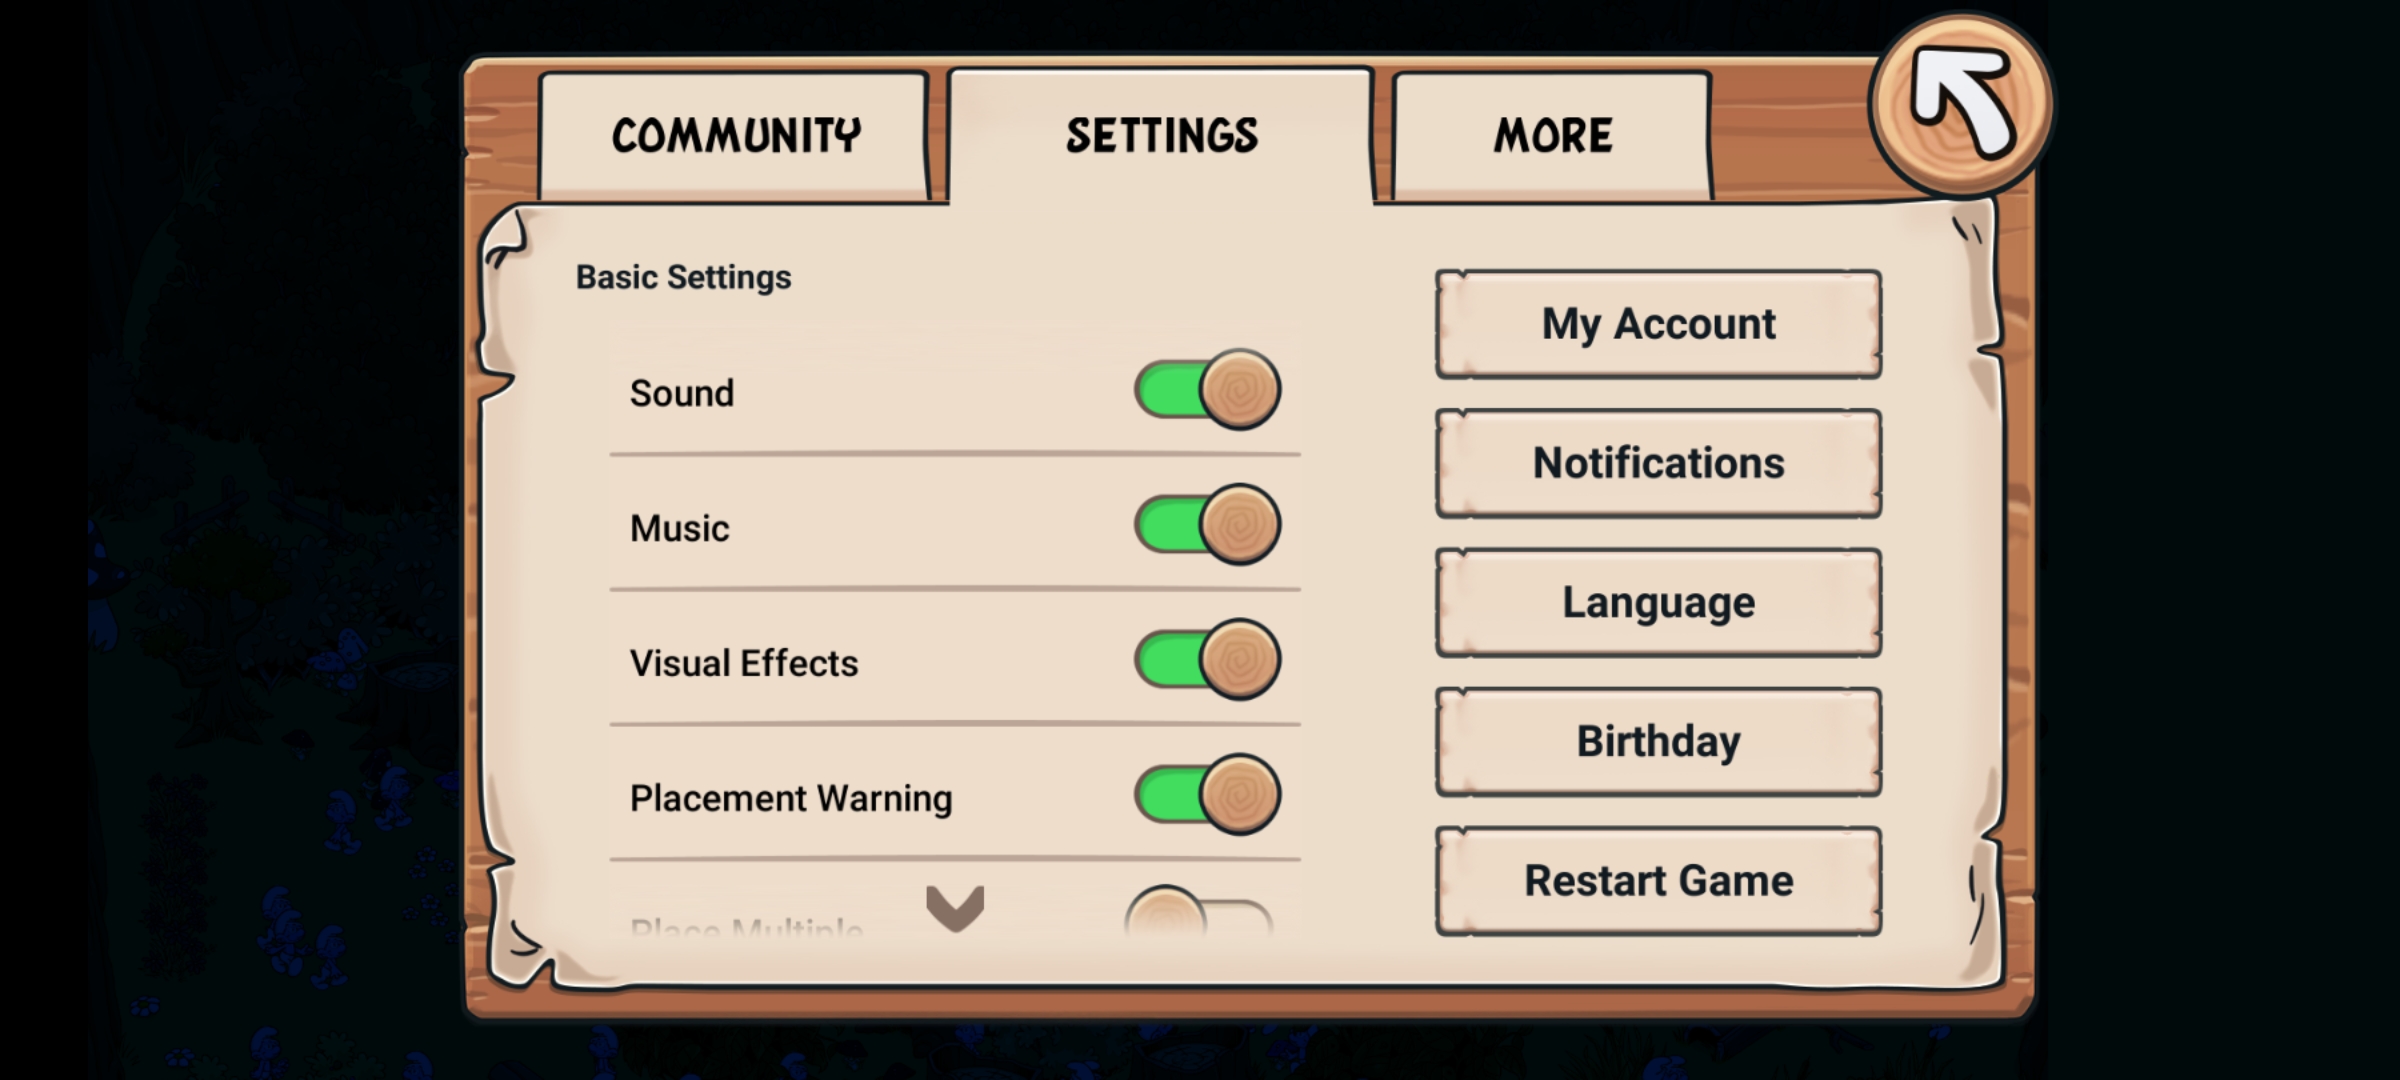 COMMUNITY
SETTINGS
MORE
Basic Settings
Sound
Music
Visual Effects
Placement Warning
Place Multiple
My Account
Notifications
Language
Birthday
Restart Game